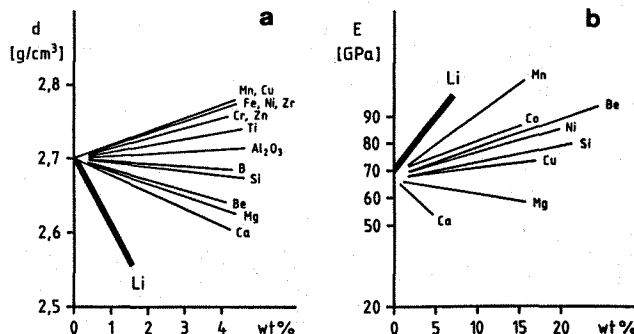 d
[g/cm³]
a
2,8
2,7
2,6
2,5
Mn, Cu
Fe, Ni, Zr
Cr, Zn
Ti
Al₂O₃
B
Si
Be
Mg
Ca
Li
0 1 2 3 4 wt%
E
[GPa]
b
90
80
70
60
50
20
Li
Mn
Be
Co
Ni
Si
Cu
Mg
Ca
0 5 10 15 20 wt%